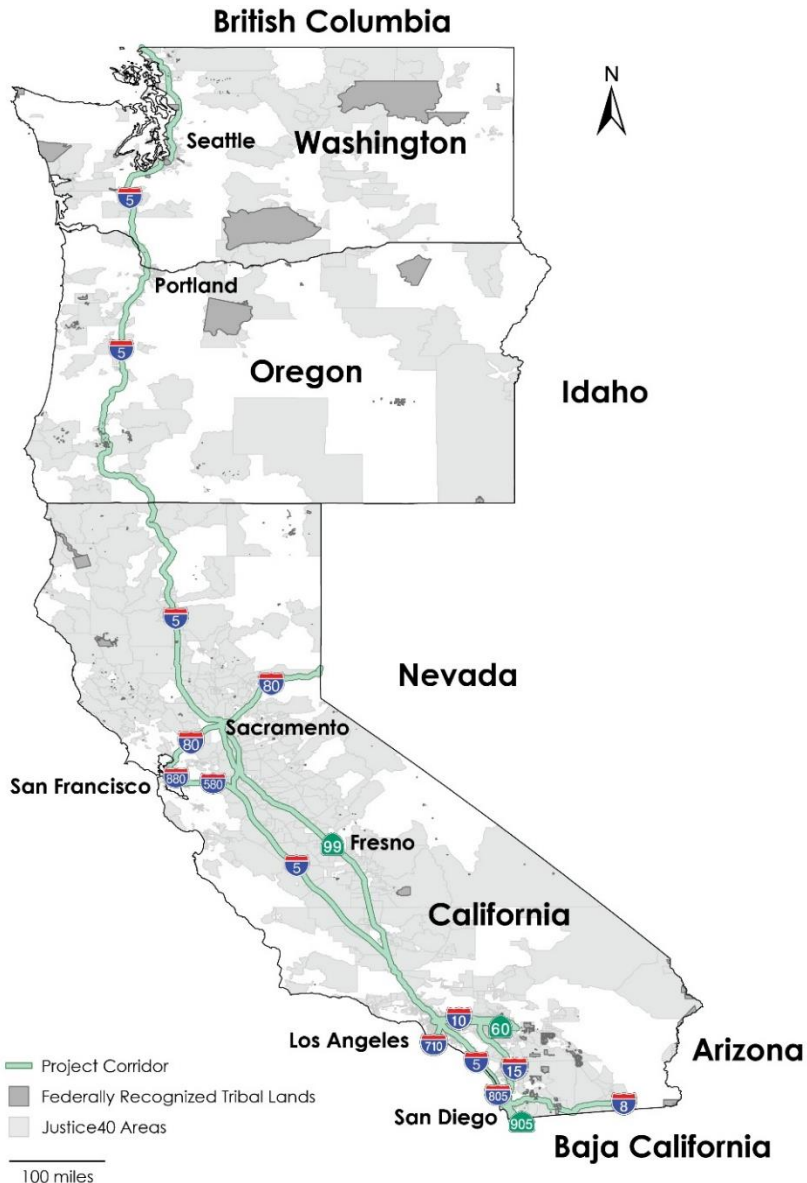 British Columbia
N
Seattle
Washington
5
Portland
5
Oregon
Idaho
5
Nevada
80
Sacramento
80
San Francisco
880
580
99
Fresno
5
California
10
60
Los Angeles
710
Arizona
5
15
805
8
San Diego
905
Baja California
Project Corridor
Federally Recognized Tribal Lands
Justice40 Areas
100 miles